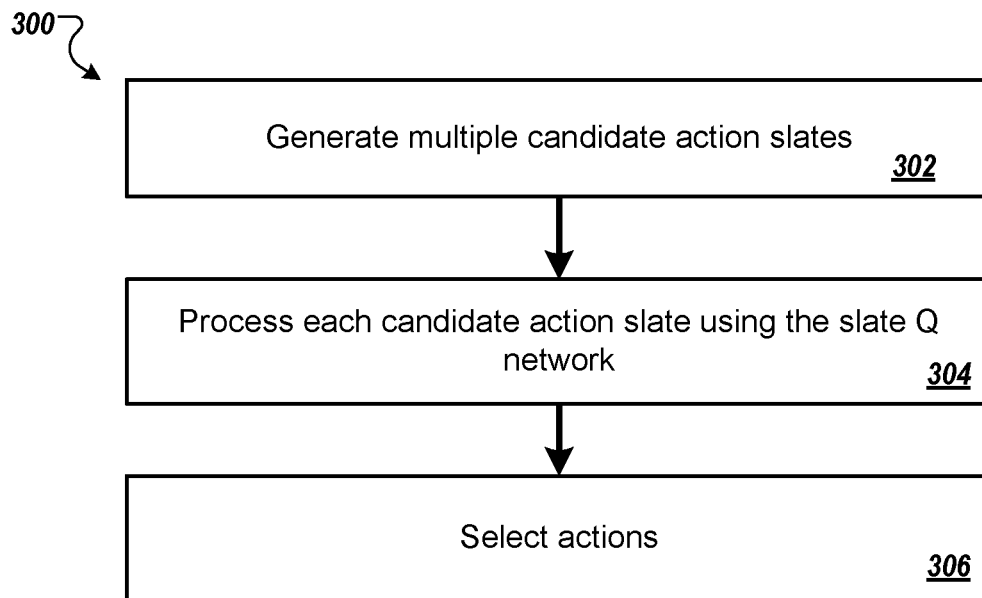 300
Generate multiple candidate action slates
302
Process each candidate action slate using the slate Q
network
304
Select actions
306